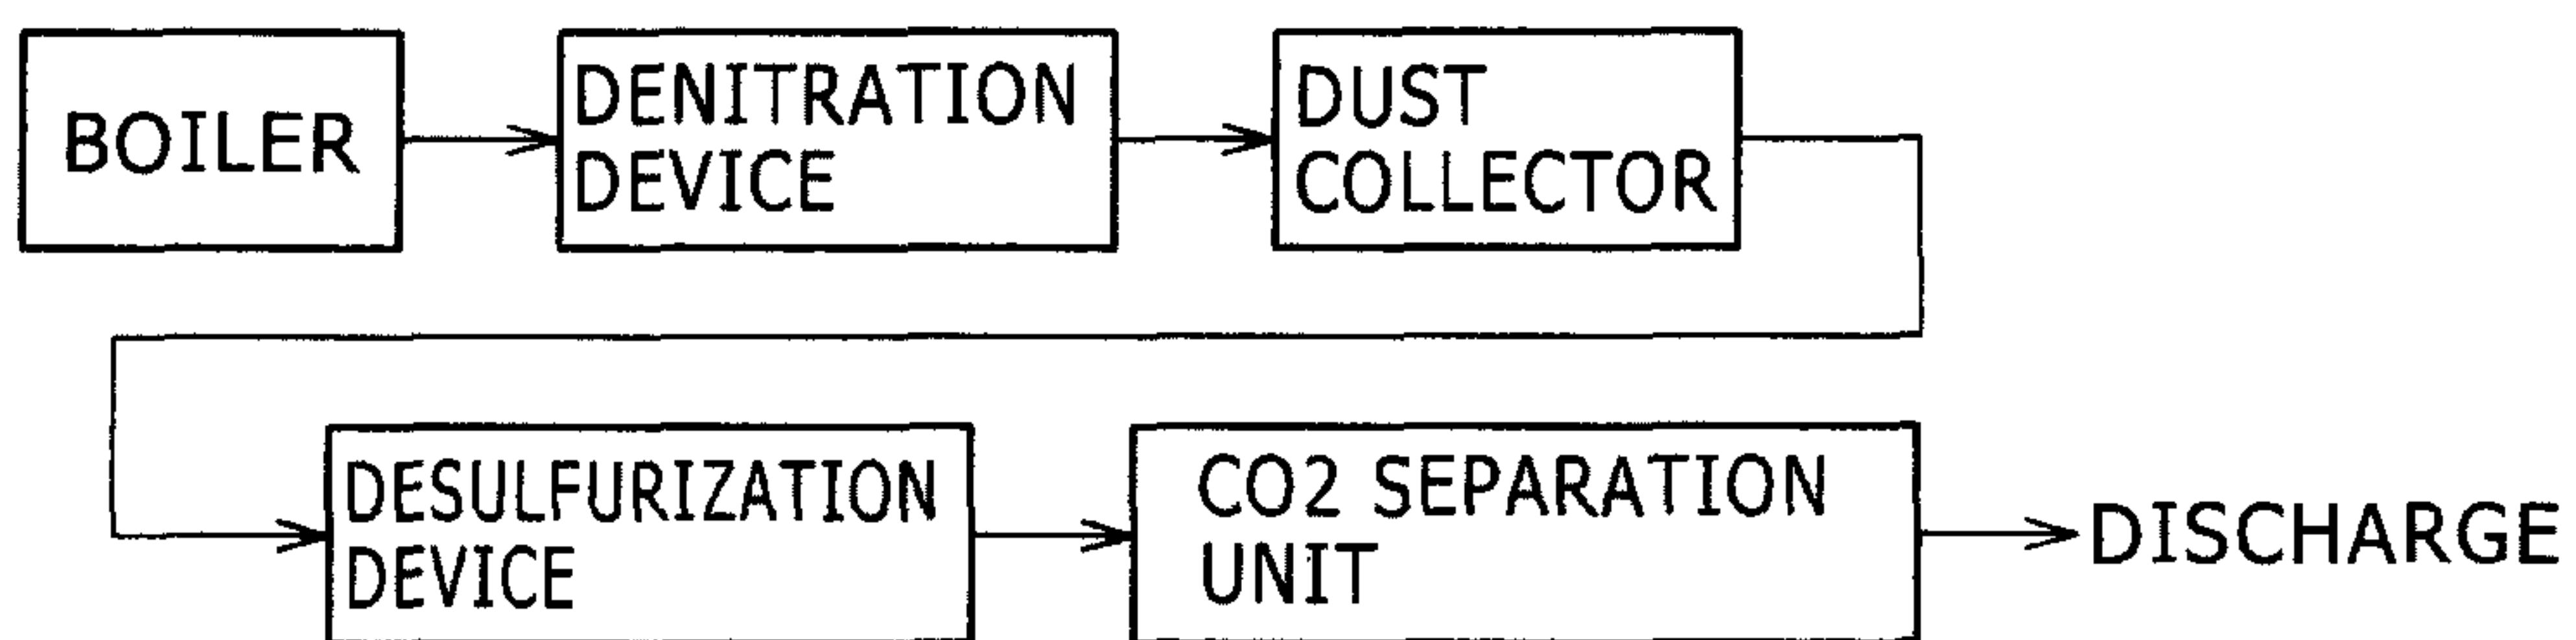 BOILER
DENITRATION
DEVICE
DUST
COLLECTOR
DESULFURIZATION
DEVICE
CO2 SEPARATION
UNIT
DISCHARGE